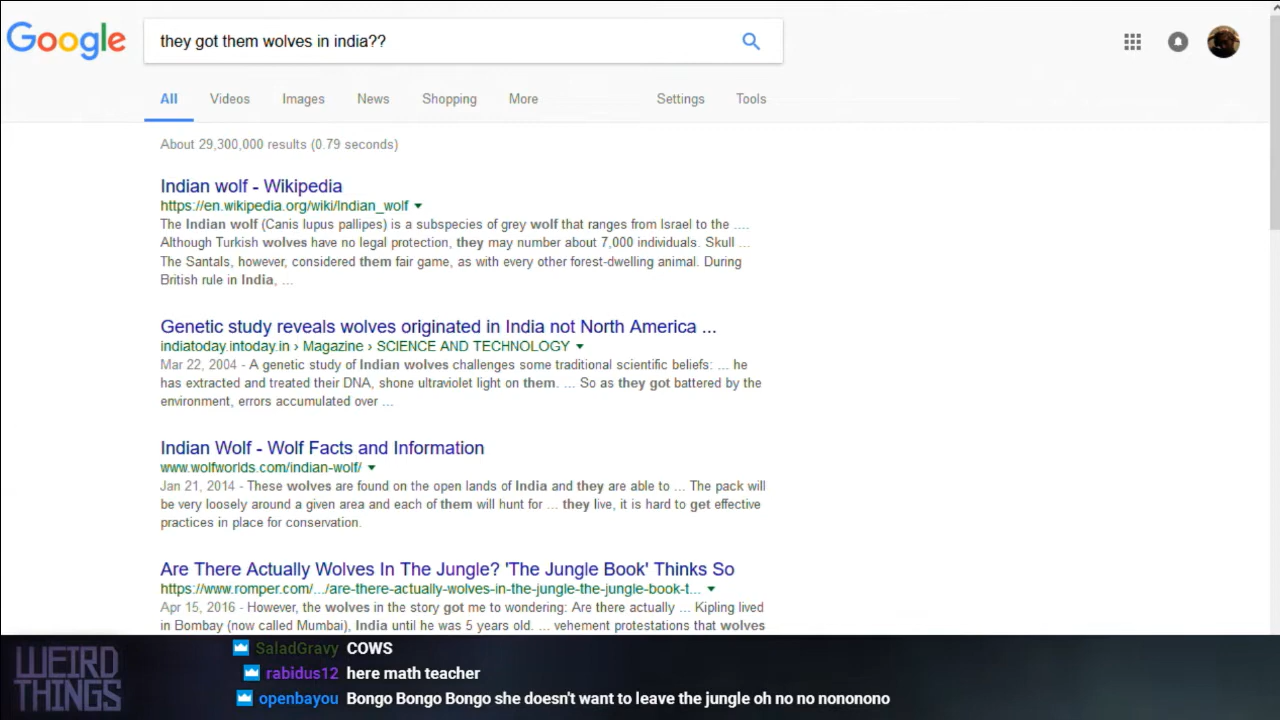 Google
they got them wolves in india??
All Videos Images News Shopping More Settings Tools
About 29,300,000 results (0.79 seconds)
Indian wolf - Wikipedia
https://en.wikipedia.org/wiki/Indian_wolf
The Indian wolf (Canis lupus pallipes) is a subspecies of grey wolf that ranges from Israel to the ....
Although Turkish wolves have no legal protection, they may number about 7,000 individuals. Skull ...
The Santals, however, considered them fair game, as with every other forest-dwelling animal. During
British rule in India, ...
Genetic study reveals wolves originated in India not North America ...
indiatoday.intoday.in › Magazine › SCIENCE AND TECHNOLOGY
Mar 22, 2004 - A genetic study of Indian wolves challenges some traditional scientific beliefs: ... he
has extracted and treated their DNA, shone ultraviolet light on them. ... So as they got battered by the
environment, errors accumulated over ...
Indian Wolf - Wolf Facts and Information
www.wolfworlds.com/indian-wolf/
Jan 21, 2014 - These wolves are found on the open lands of India and they are able to ... The pack will
be very loosely around a given area and each of them will hunt for ... they live, it is hard to get effective
practices in place for conservation.
Are There Actually Wolves In The Jungle? 'The Jungle Book' Thinks So
https://www.romper.com/.../are-there-actually-wolves-in-the-jungle-the-jungle-book-t...
Apr 15, 2016 - However, the wolves in the story got me to wondering: Are there actually ... Kipling lived
in Bombay (now called Mumbai), India until he was 5 years old. ... vehement protestations that wolves
WEIRD
THINGS
SaladGravy COWS
rabidus12 here math teacher
openbayou Bongo Bongo Bongo she doesn't want to leave the jungle oh no no nononono